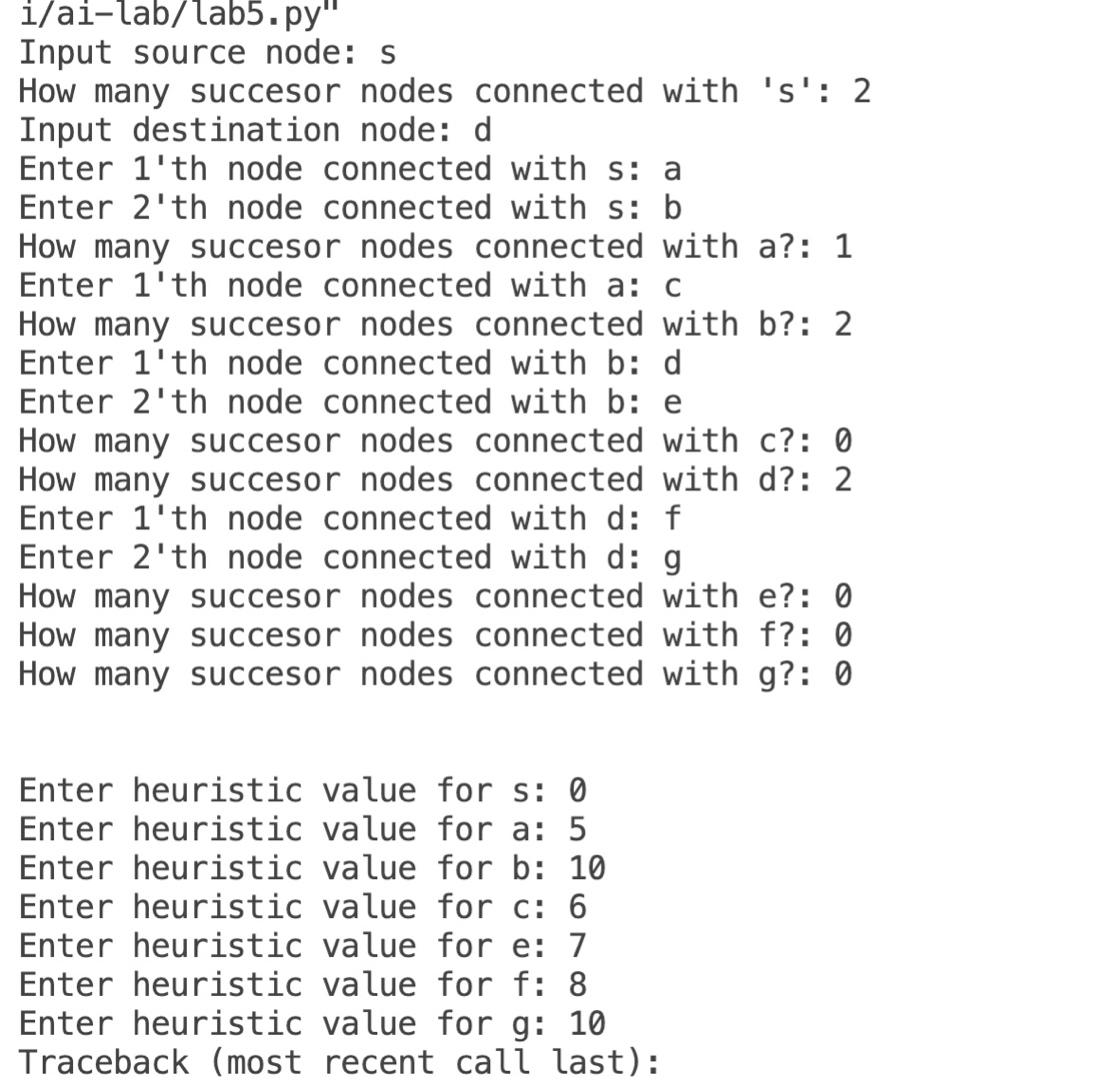 i/ai-lab/lab5.py"
Input source node: s
How many succesor nodes connected with 's': 2
Input destination node: d
Enter 1'th node connected with s: a
Enter 2'th node connected with s: b
How many succesor nodes connected with a?: 1
Enter 1'th node connected with a: c
How many succesor nodes connected with b?: 2
Enter 1'th node connected with b: d
Enter 2'th node connected with b: e
How many succesor nodes connected with c?: 0
How many succesor nodes connected with d?: 2
Enter 1'th node connected with d: f
Enter 2'th node connected with d: g
How many succesor nodes connected with e?: 0
How many succesor nodes connected with f?: 0
How many succesor nodes connected with g?: 0
Enter heuristic value for s: 0
Enter heuristic value for a: 5
Enter heuristic value for b: 10
Enter heuristic value for c: 6
Enter heuristic value for e: 7
Enter heuristic value for f: 8
Enter heuristic value for g: 10
Traceback (most recent call last):